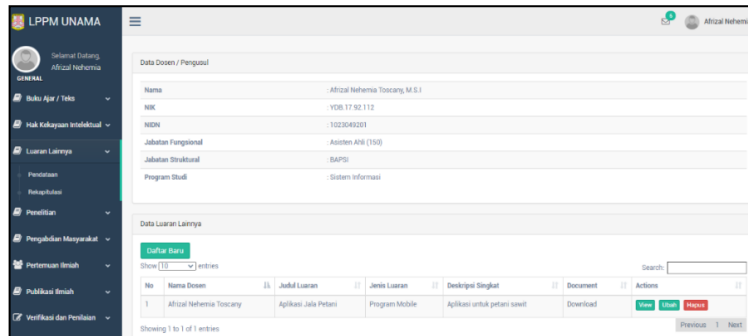 LPPM UNAMA
6
Afrizal Nehemia
Selamat Datang,
Afrizal Nehemia
GENERAL
Buku Ajar / Teks
Hak Kekayaan Intelektual
Luaran Lainnya
Pendataan
Rekapitulasi
Penelitian
Pengabdian Masyarakat
Pertemuan Ilmiah
Publikasi Ilmiah
Verifikasi dan Penilaian
Data Dosen / Pengusul
Nama : Afrizal Nehemia Toscany, M.S.I
NIK : YDB.17.92.112
NIDN : 1023049201
Jabatan Fungsional : Asisten Ahli (150)
Jabatan Struktural : BAPSI
Program Studi : Sistem Informasi
Data Luaran Lainnya
Daftar Baru
Show 10 entries
Search:
No Nama Dosen Judul Luaran Jenis Luaran Deskripsi Singkat Document Actions
1 Afrizal Nehemia Toscany Aplikasi Jala Petani Program Mobile Aplikasi untuk petani sawit Download View Ubah Hapus
Showing 1 to 1 of 1 entries
Previous 1 Next